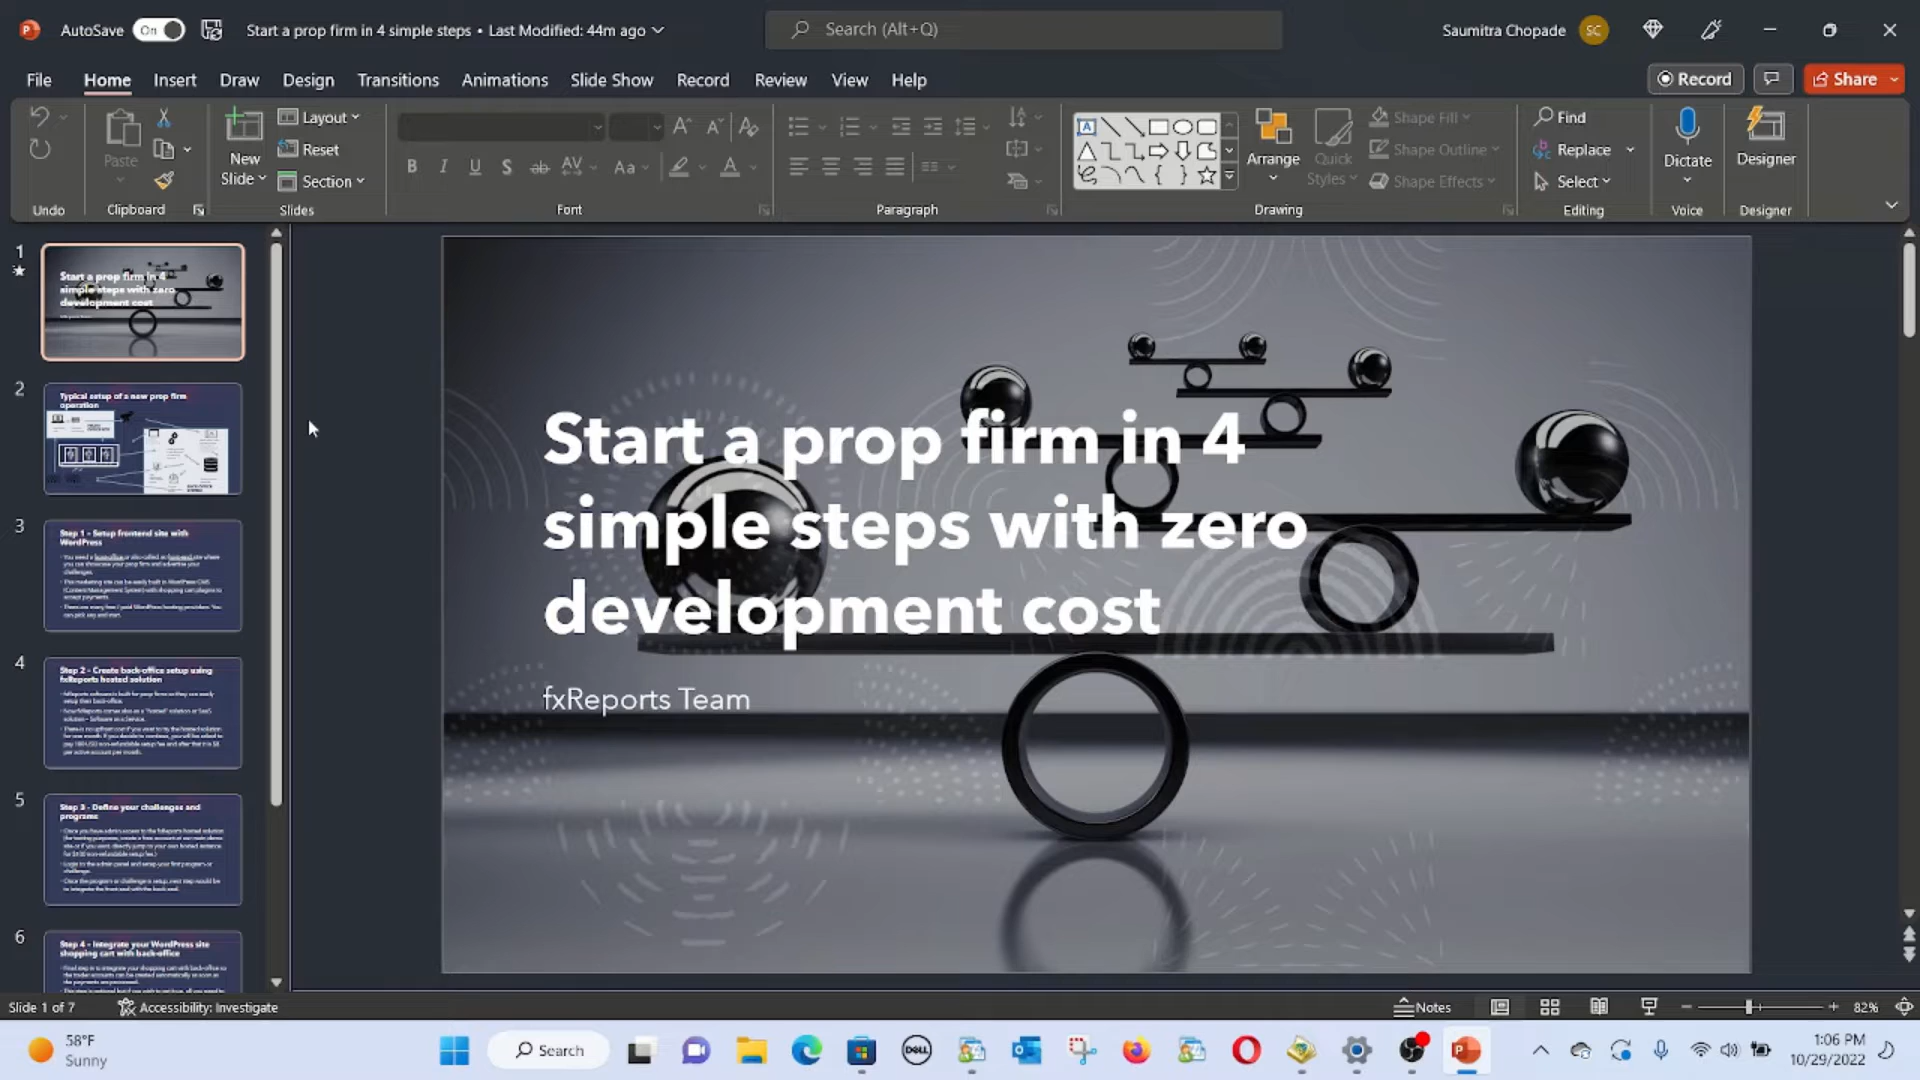 AutoSave On Start a prop firm in 4 simple steps • Last Modified: 44m ago Search (Alt+Q) Saumitra Chopade SC
File Home Insert Draw Design Transitions Animations Slide Show Record Review View Help Record Share
Paste New Slide Layout Reset Section
B I U S ab AV Aa A
Arrange Quick Styles Shape Fill Shape Outline Shape Effects
Find Replace Select Dictate Designer
Undo Clipboard Slides Font Paragraph Drawing Editing Voice Designer
1
Start a prop firm in 4
simple steps with zero
development cost
2
Typical setup of a new prop firm
operation
3
Step 1 – Setup frontend site with
WordPress
4
Step 2 – Create back-office setup using
fxReports hosted solution
5
Step 3 – Define your challenges and
programs
6
Step 4 – Integrate your WordPress site
shopping cart with back-office
Start a prop firm in 4
simple steps with zero
development cost
fxReports Team
Slide 1 of 7 Accessibility: Investigate Notes 82%
58°F
Sunny
Search
DELL
1:06 PM
10/29/2022